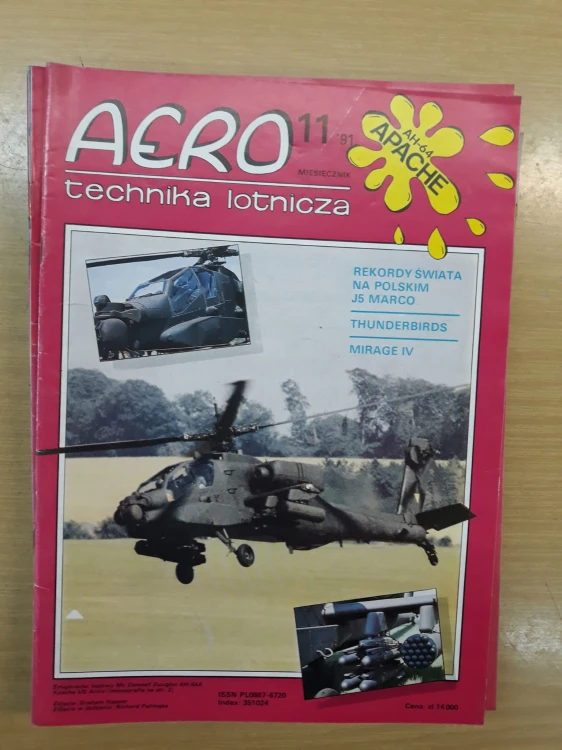 AERO
11/'91
MIESIĘCZNIK
technika lotnicza
AH-64
APACHE
REKORDY ŚWIATA
NA POLSKIM
J5 MARCO
THUNDERBIRDS
MIRAGE IV
ISSN PL0867-6720
Index 351024
Cena: zł 14 000